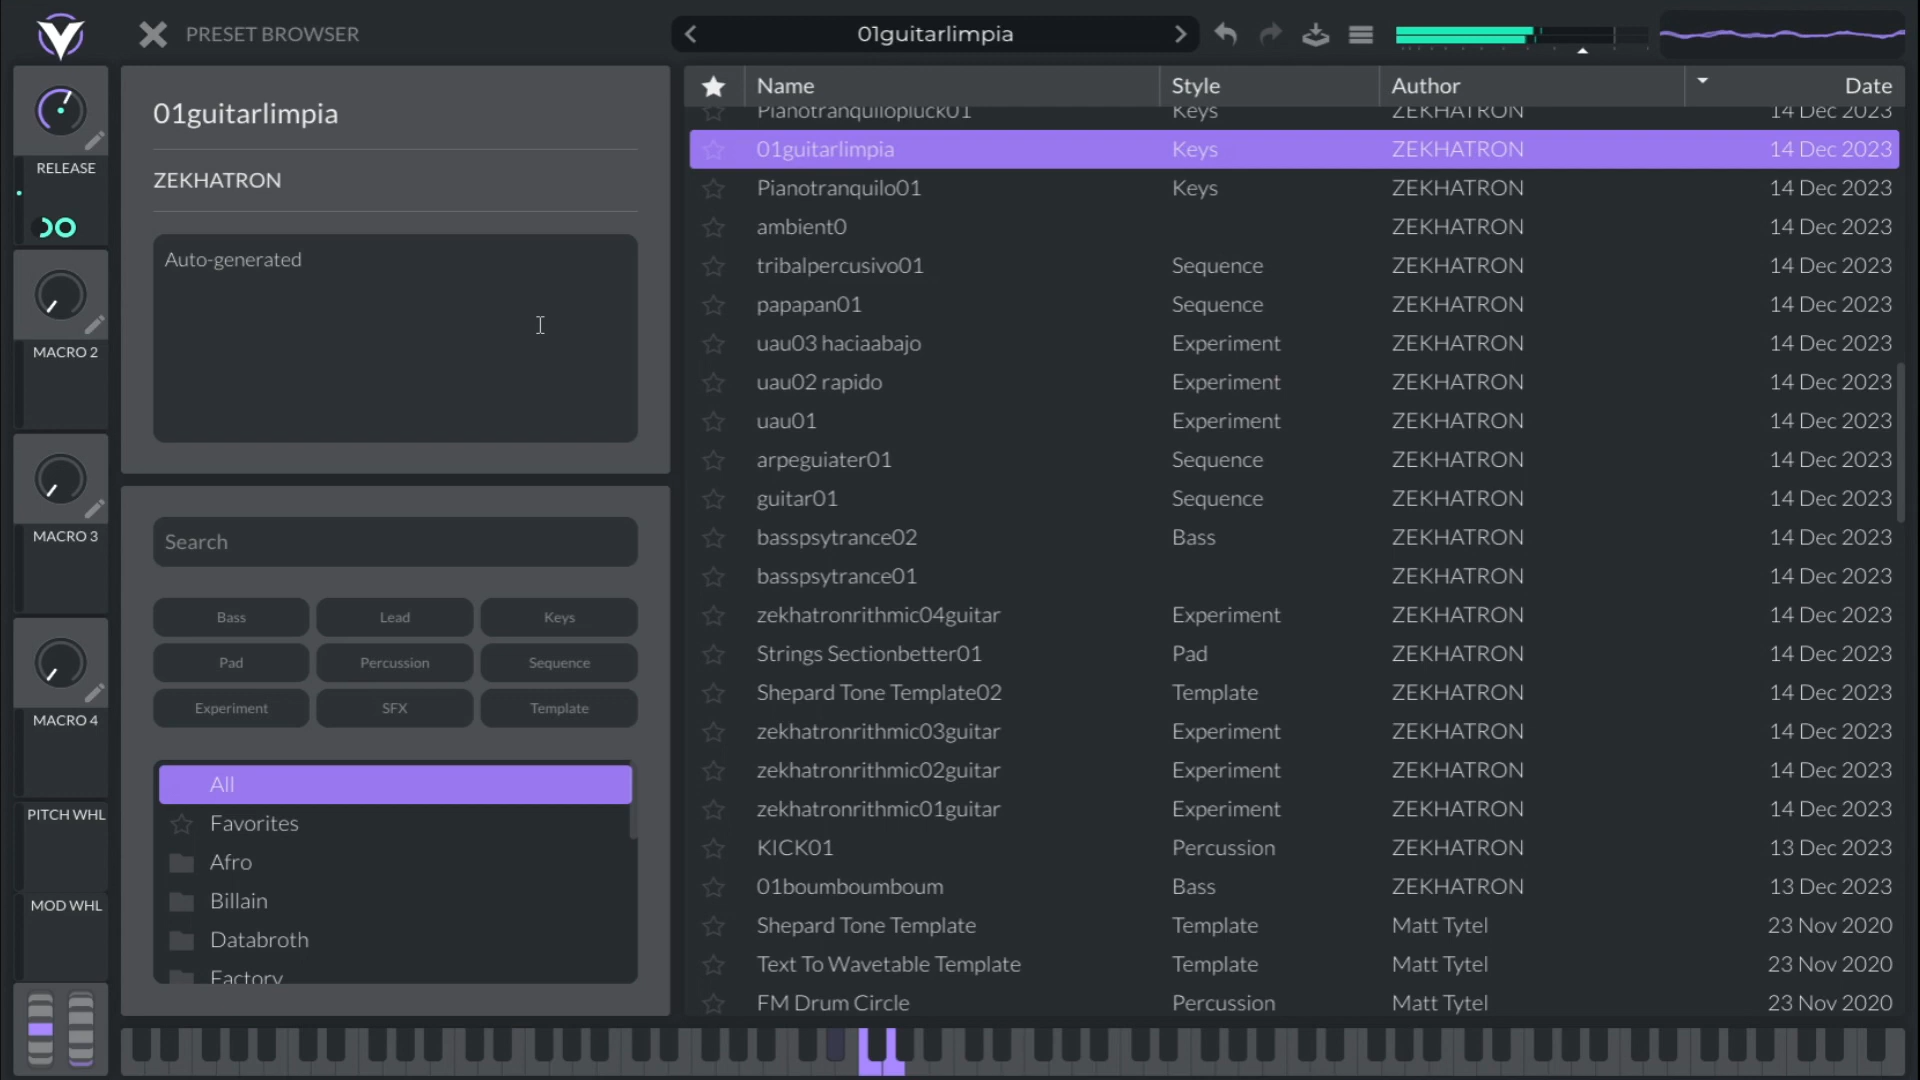 PRESET BROWSER
01guitarlimpia
RELEASE
MACRO 2
MACRO 3
MACRO 4
PITCH WHL
MOD WHL
01guitarlimpia
ZEKHATRON
Auto-generated
Search
Bass Lead Keys
Pad Percussion Sequence
Experiment SFX Template
All
Favorites
Afro
Billain
Databroth
Factory
Name Style Author Date
Pianotranquilopluck01 Keys ZEKHATRON 14 Dec 2023
01guitarlimpia Keys ZEKHATRON 14 Dec 2023
Pianotranquilo01 Keys ZEKHATRON 14 Dec 2023
ambient0 ZEKHATRON 14 Dec 2023
tribalpercusivo01 Sequence ZEKHATRON 14 Dec 2023
papapan01 Sequence ZEKHATRON 14 Dec 2023
uau03 haciaabajo Experiment ZEKHATRON 14 Dec 2023
uau02 rapido Experiment ZEKHATRON 14 Dec 2023
uau01 Experiment ZEKHATRON 14 Dec 2023
arpeguiater01 Sequence ZEKHATRON 14 Dec 2023
guitar01 Sequence ZEKHATRON 14 Dec 2023
basspsytrance02 Bass ZEKHATRON 14 Dec 2023
basspsytrance01 ZEKHATRON 14 Dec 2023
zekhatronrithmic04guitar Experiment ZEKHATRON 14 Dec 2023
Strings Sectionbetter01 Pad ZEKHATRON 14 Dec 2023
Shepard Tone Template02 Template ZEKHATRON 14 Dec 2023
zekhatronrithmic03guitar Experiment ZEKHATRON 14 Dec 2023
zekhatronrithmic02guitar Experiment ZEKHATRON 14 Dec 2023
zekhatronrithmic01guitar Experiment ZEKHATRON 14 Dec 2023
KICK01 Percussion ZEKHATRON 13 Dec 2023
01boumboumboum Bass ZEKHATRON 13 Dec 2023
Shepard Tone Template Template Matt Tytel 23 Nov 2020
Text To Wavetable Template Template Matt Tytel 23 Nov 2020
FM Drum Circle Percussion Matt Tytel 23 Nov 2020